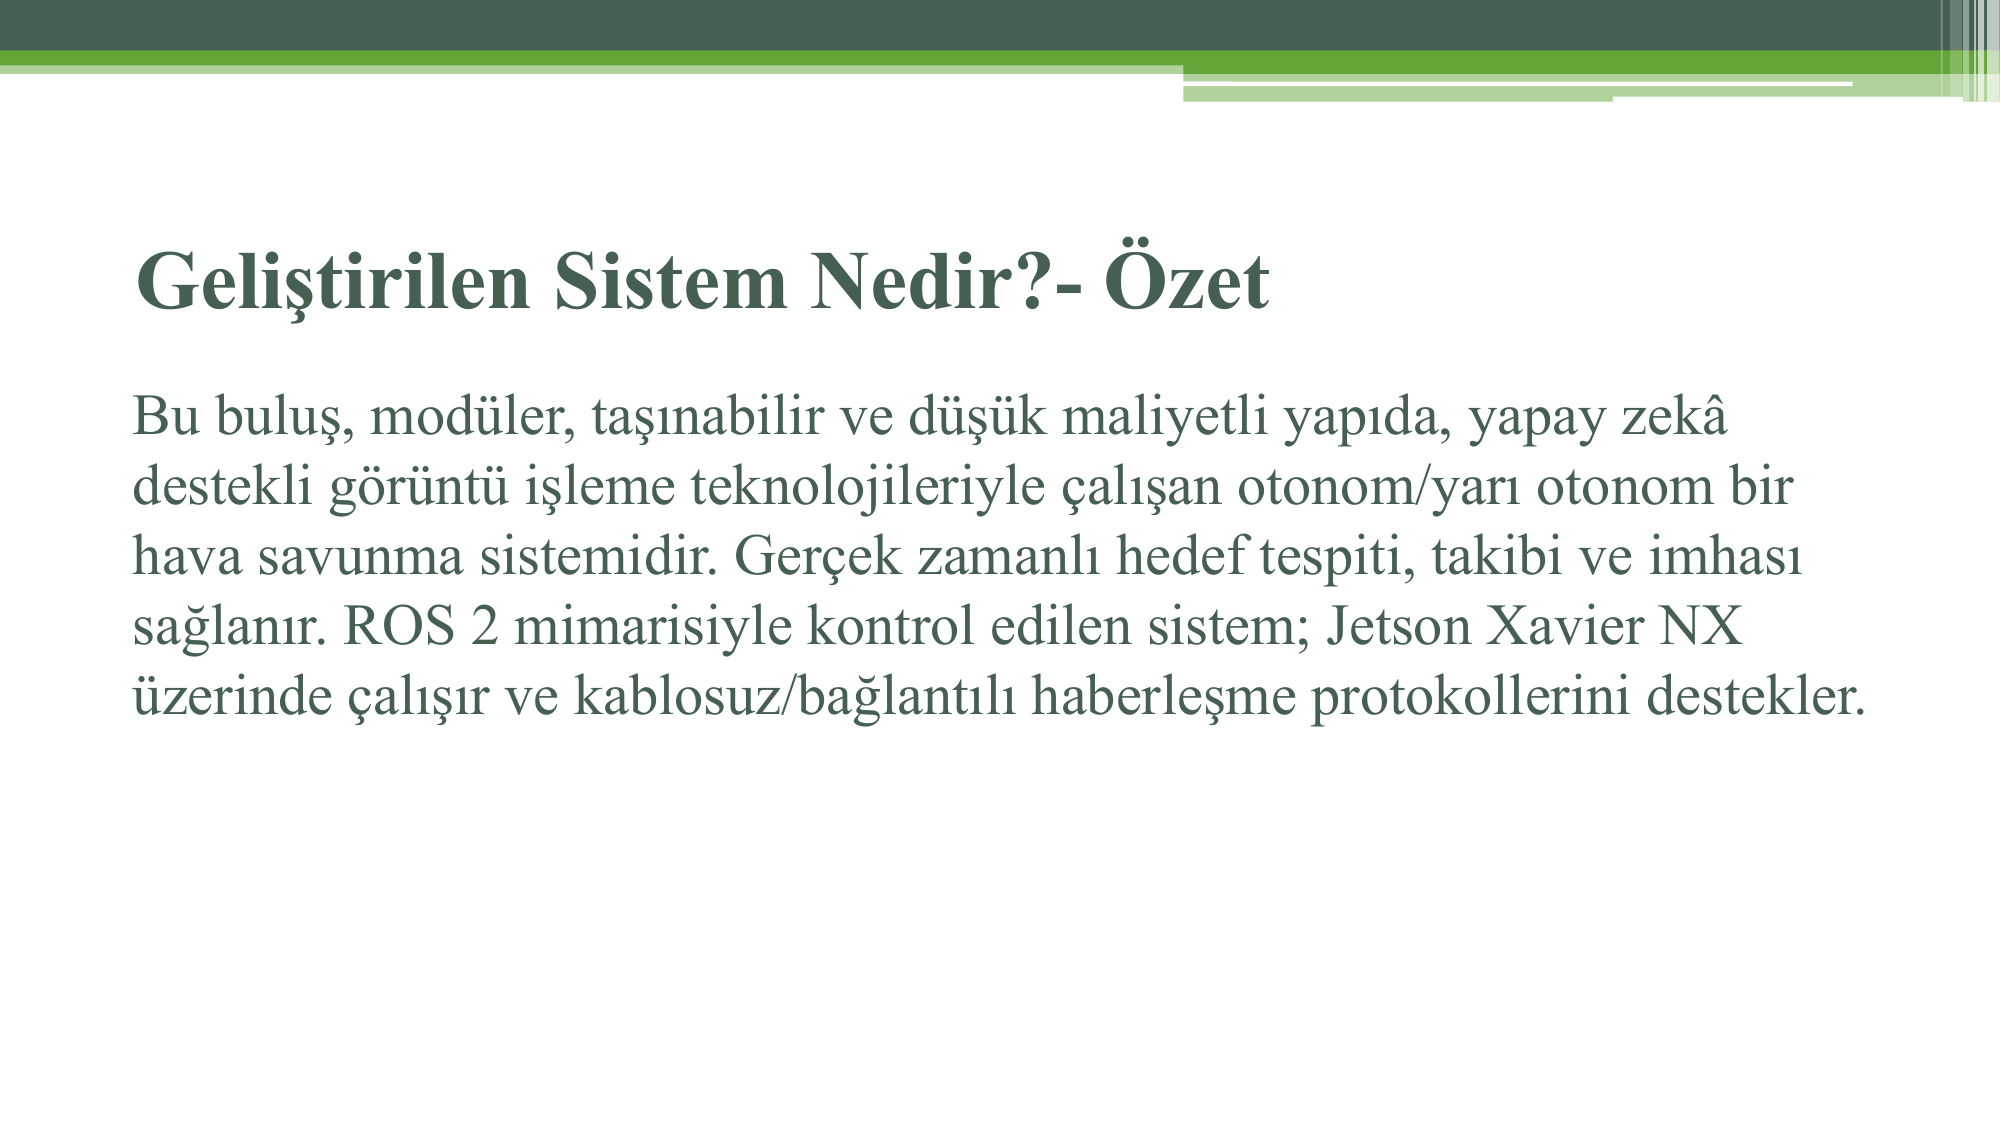 Geliştirilen Sistem Nedir?- Özet
Bu buluş, modüler, taşınabilir ve düşük maliyetli yapıda, yapay zekâ
destekli görüntü işleme teknolojileriyle çalışan otonom/yarı otonom bir
hava savunma sistemidir. Gerçek zamanlı hedef tespiti, takibi ve imhası
sağlanır. ROS 2 mimarisiyle kontrol edilen sistem; Jetson Xavier NX
üzerinde çalışır ve kablosuz/bağlantılı haberleşme protokollerini destekler.